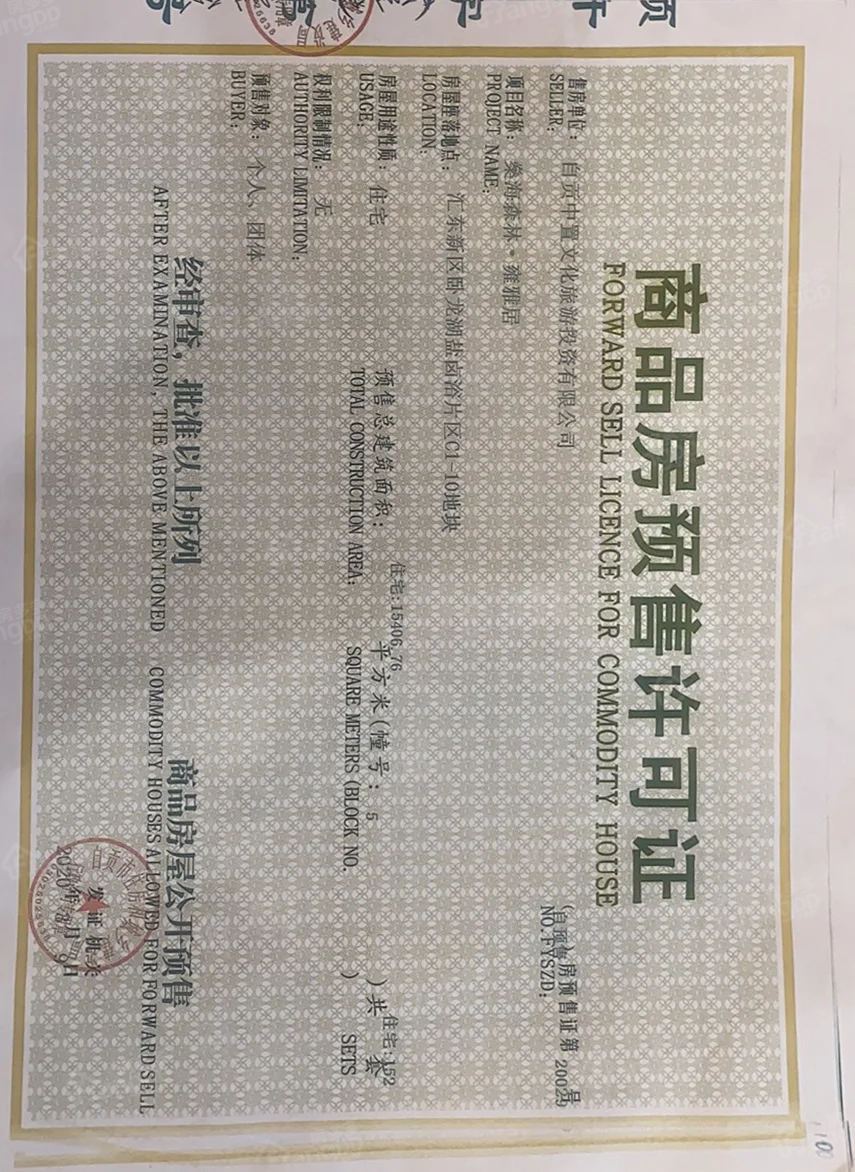 商品房预售许可证
FORWARD SELL LICENCE FOR COMMODITY HOUSE
NO.FYSZD:
售房单位: 自贡中置文化旅游投资有限公司
SELLER:
项目名称: 燊海森林·雍雅居
PROJECT NAME:
房屋座落地点: 汇东新区卧龙湖盐卤浴片区C1-10地块
LOCATION:
住宅:15406.76 住宅:152
房屋用途性质: 住宅 预售总建筑面积: 平方米(幢号: 5 )共 套
USAGE: TOTAL CONSTRUCTION AREA: SQUARE METERS(BLOCK NO. ) SETS
权利限制情况: 无
AUTHORITY LIMITATION:
预售对象: 个人、团体
BUYER:
经审查, 批准以上所列 商品房屋公开预售
AFTER EXAMINATION, THE ABOVE MENTIONED COMMODITY HOUSES ALLOWED FOR FORWARD SELL
发证机关